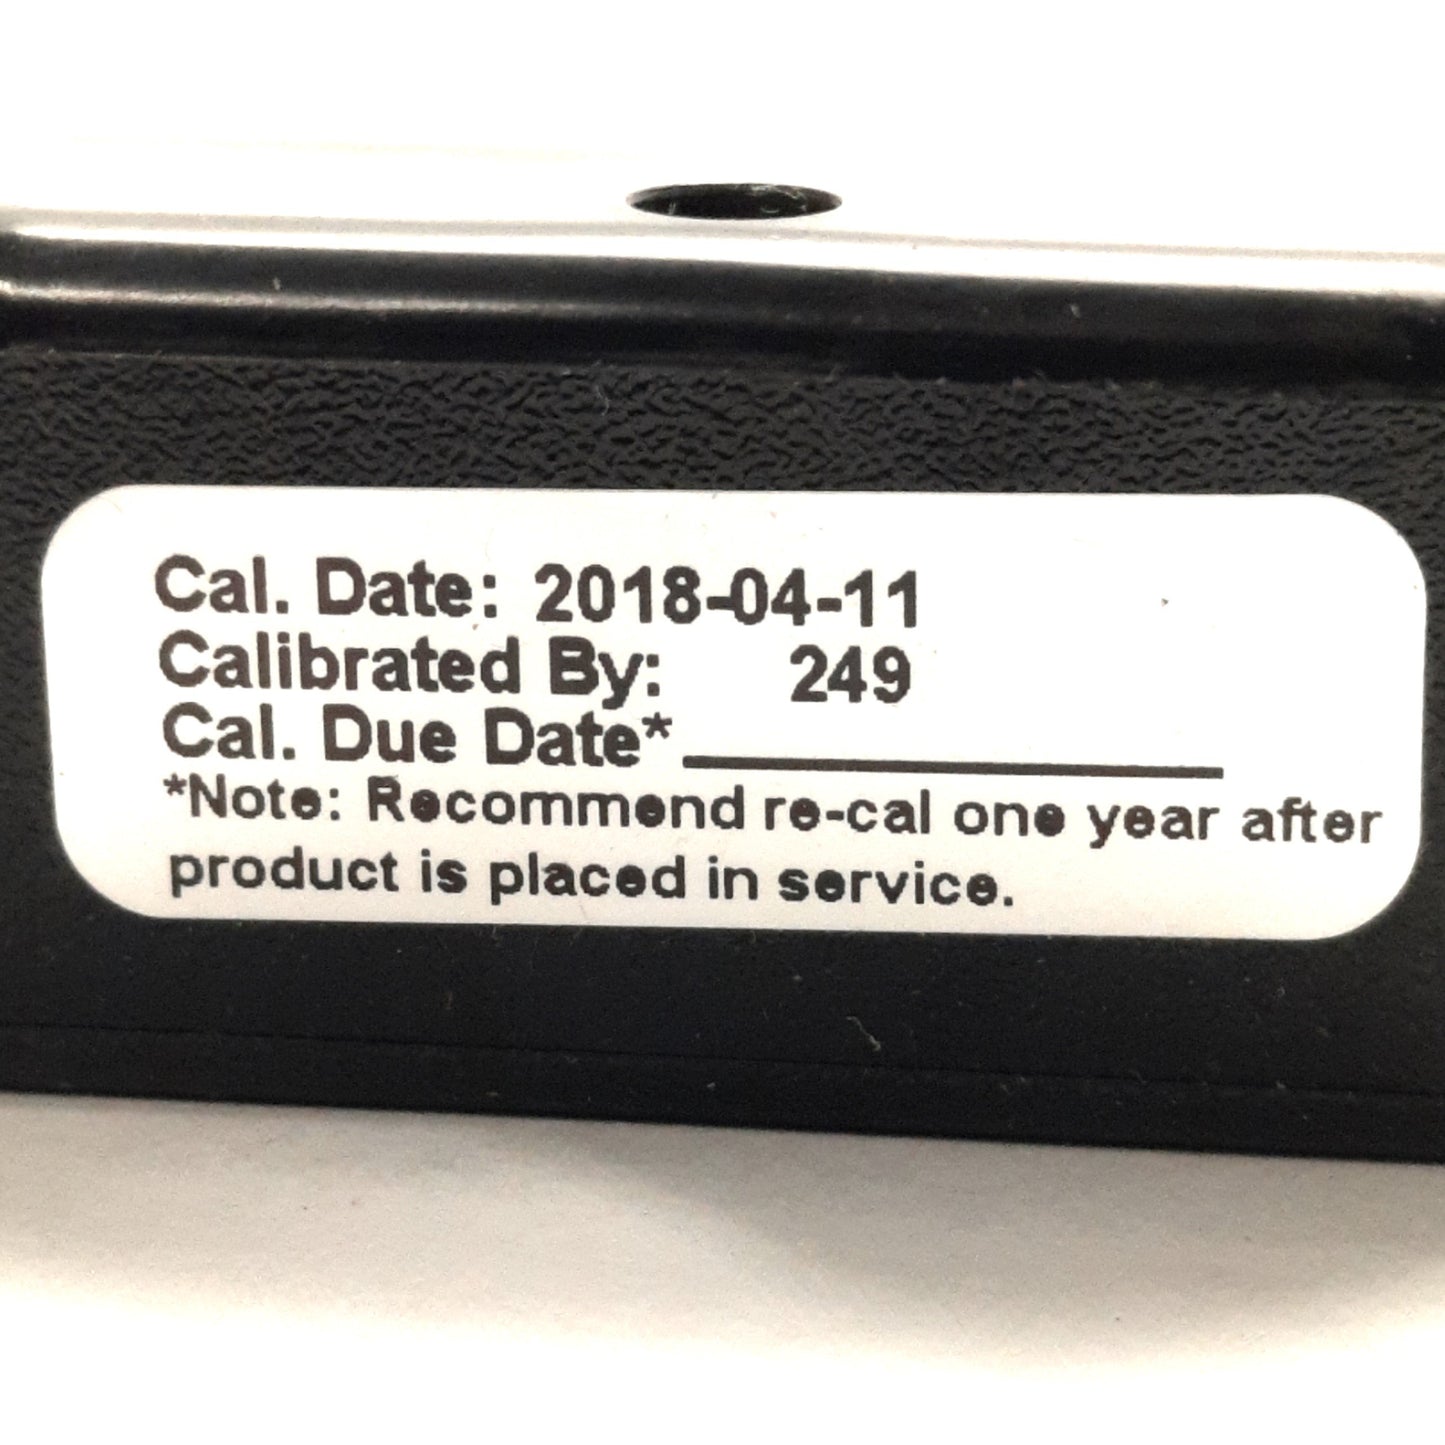 Cal. Date: 2018-04-11
Calibrated By: 249
Cal. Due Date*__________
*Note: Recommend re-cal one year after
product is placed in service.